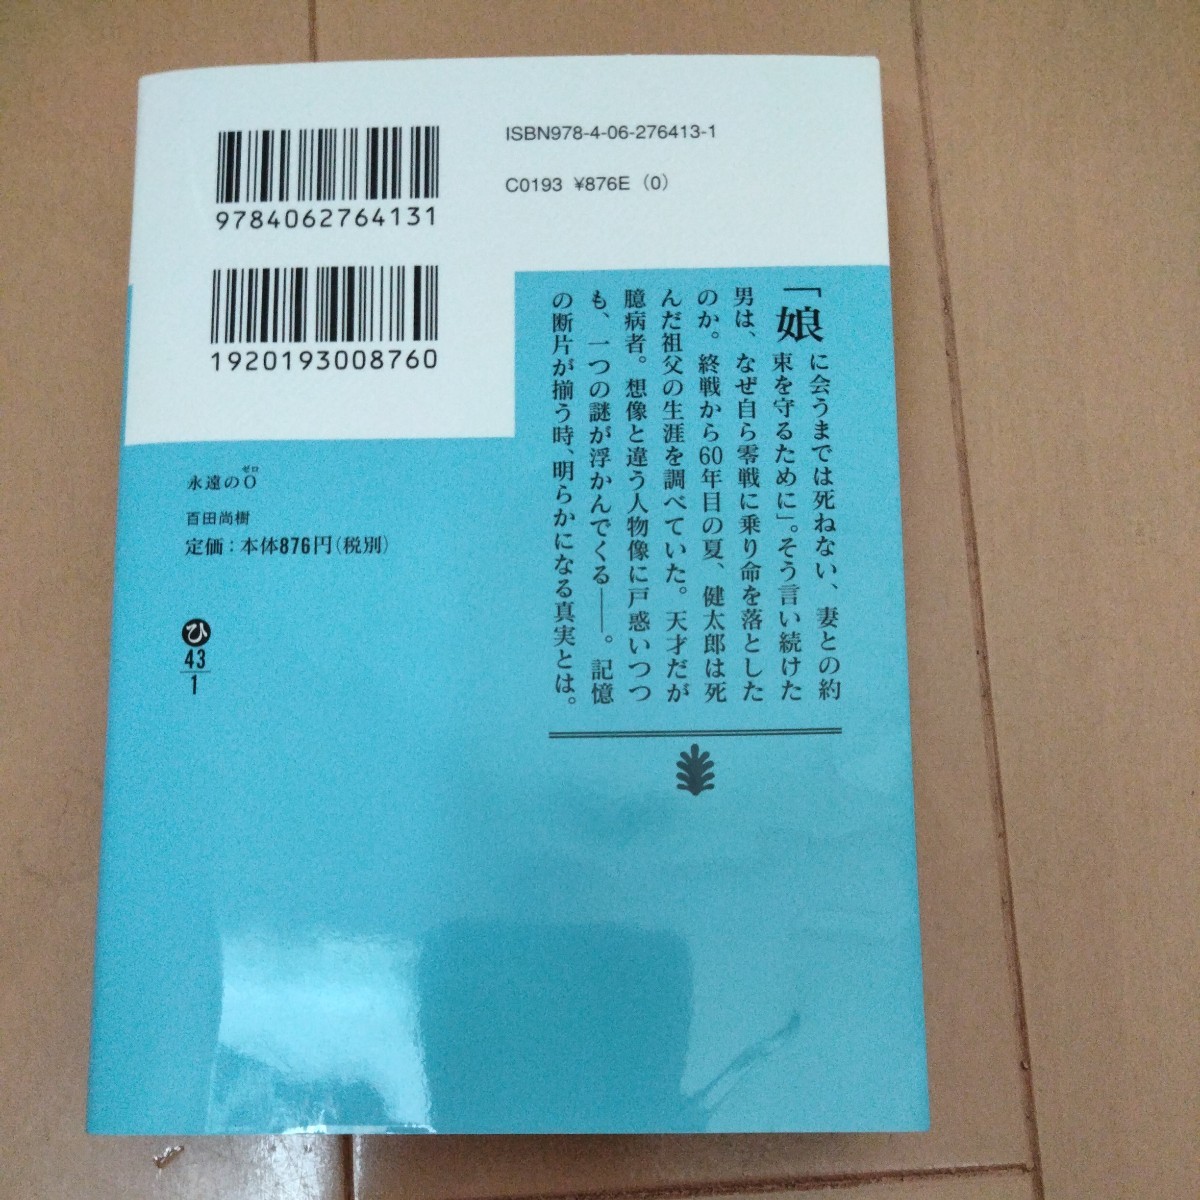 ISBN978-4-06-276413-1
C0193 ¥876E (0)
9784062764131
1920193008760
「娘に会うまでは死ねない、妻との約
束を守るために」。そう言い続けた
男は、なぜ自ら零戦に乗り命を落とした
のか。終戦から60年目の夏、健太郎は死
んだ祖父の生涯を調べていた。天才だが
臆病者。想像と違う人物像に戸惑いつつ
も、一つの謎が浮かんでくる――。記憶
の断片が揃う時、明らかになる真実とは。
ゼロ
永遠の0
百田尚樹
定価:本体876円(税別)
ひ
43
1